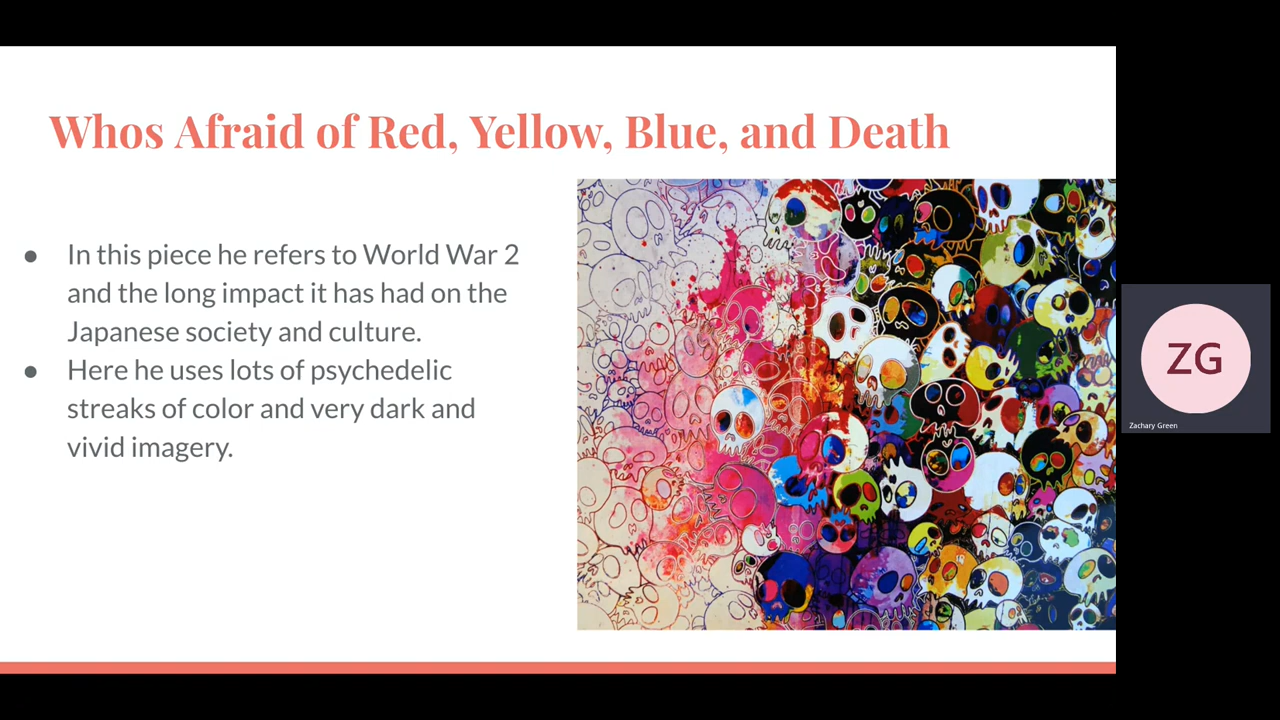 Whos Afraid of Red, Yellow, Blue, and Death
● In this piece he refers to World War 2
and the long impact it has had on the
Japanese society and culture.
● Here he uses lots of psychedelic
streaks of color and very dark and
vivid imagery.
ZG
Zachary Green